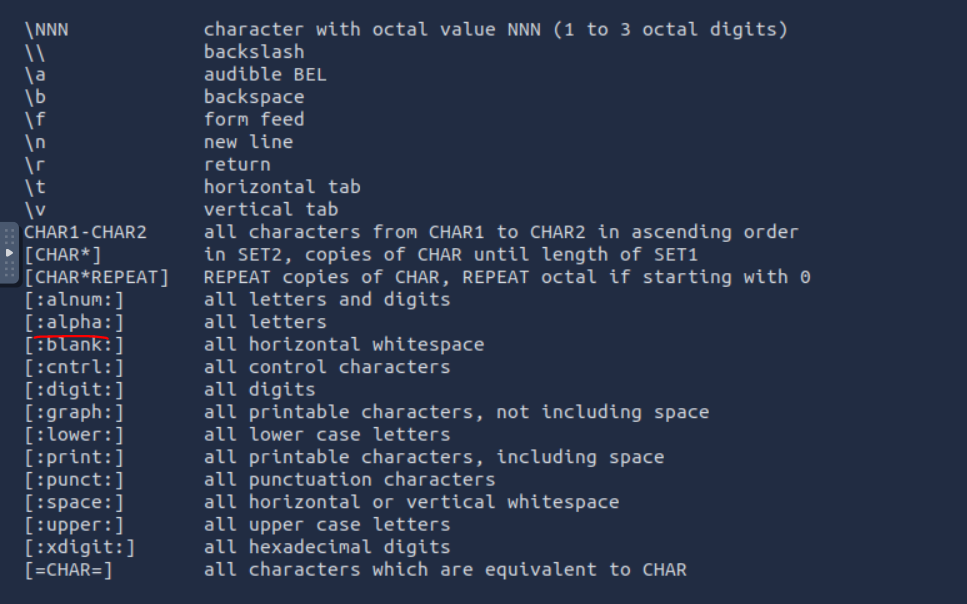 \NNN character with octal value NNN (1 to 3 octal digits)
\\ backslash
\a audible BEL
\b backspace
\f form feed
\n new line
\r return
\t horizontal tab
\v vertical tab
CHAR1-CHAR2 all characters from CHAR1 to CHAR2 in ascending order
[CHAR*] in SET2, copies of CHAR until length of SET1
[CHAR*REPEAT] REPEAT copies of CHAR, REPEAT octal if starting with 0
[:alnum:] all letters and digits
[:alpha:] all letters
[:blank:] all horizontal whitespace
[:cntrl:] all control characters
[:digit:] all digits
[:graph:] all printable characters, not including space
[:lower:] all lower case letters
[:print:] all printable characters, including space
[:punct:] all punctuation characters
[:space:] all horizontal or vertical whitespace
[:upper:] all upper case letters
[:xdigit:] all hexadecimal digits
[=CHAR=] all characters which are equivalent to CHAR